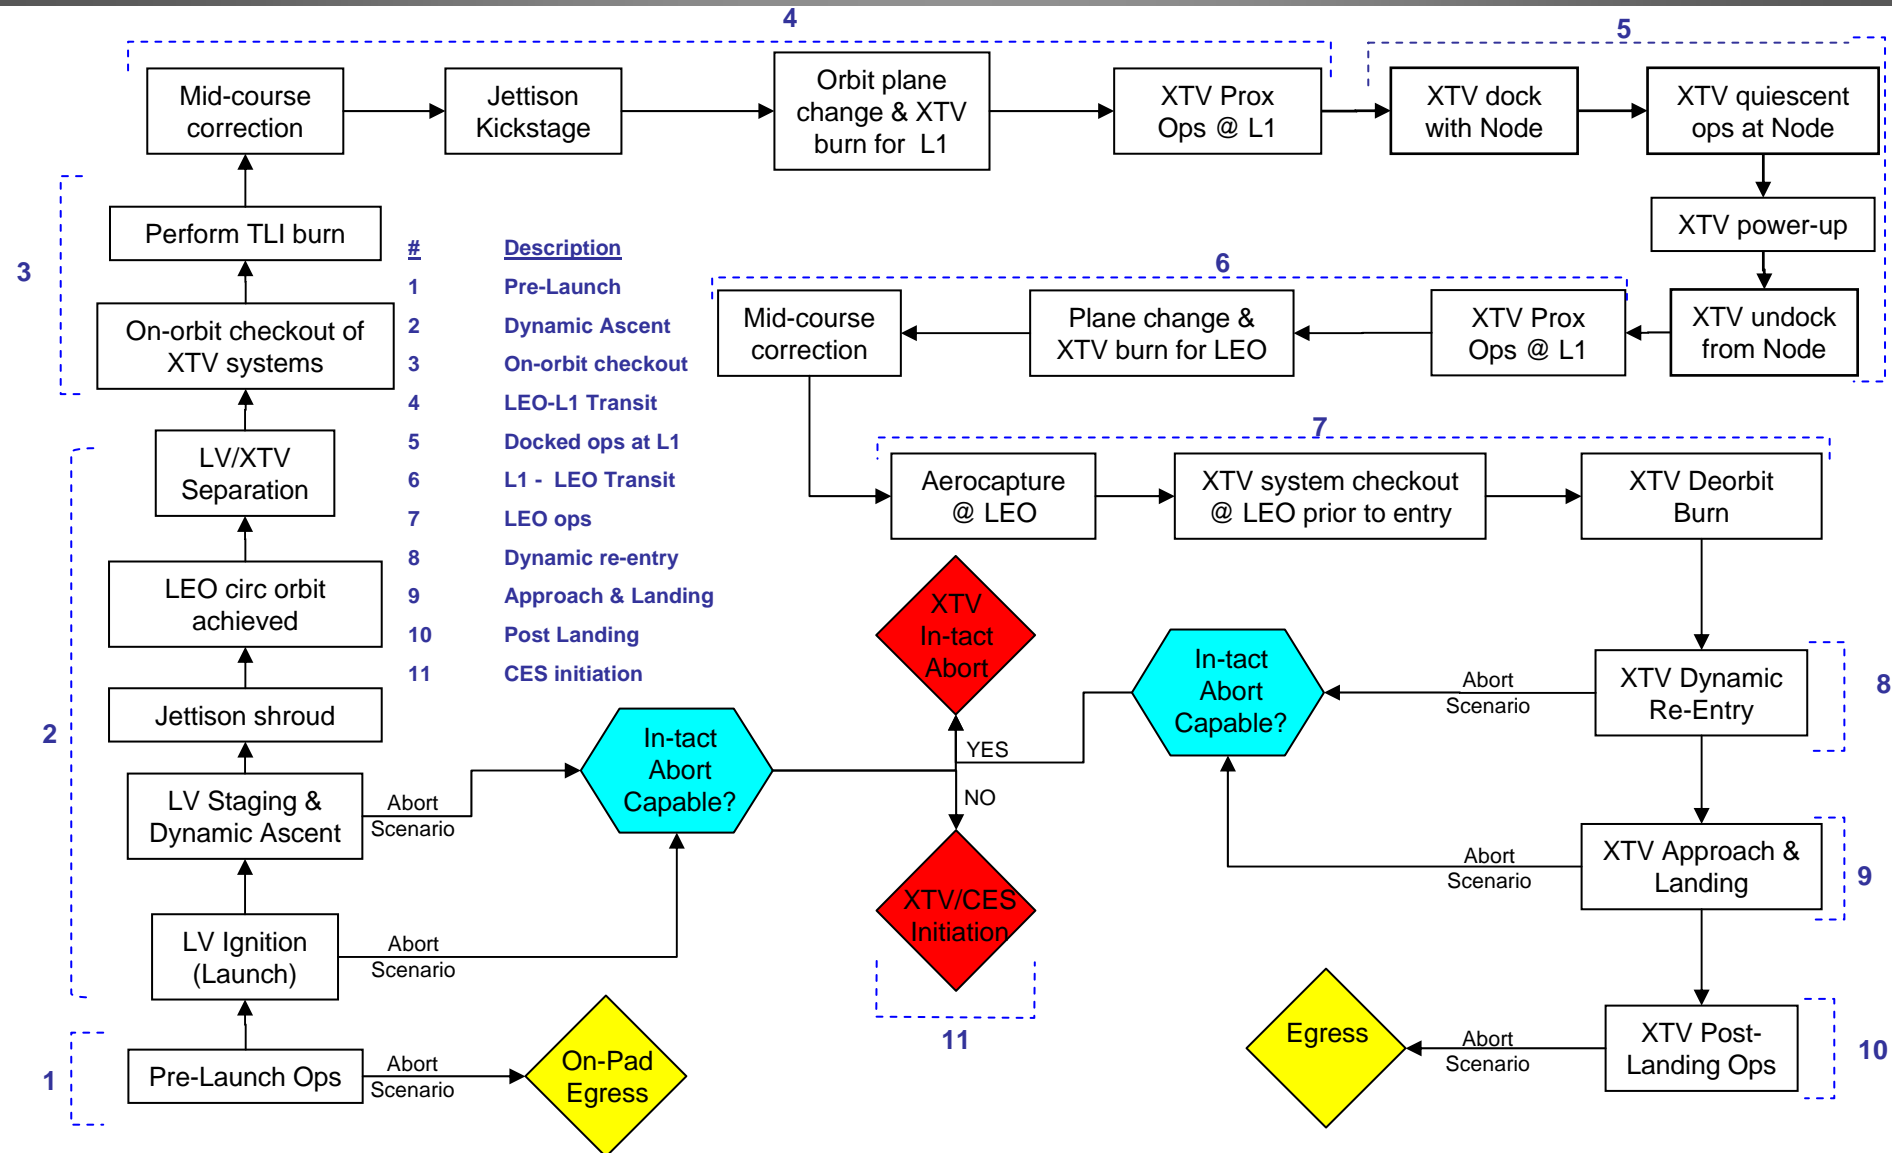 4
5
Mid-course
correction
Jettison
Kickstage
Orbit plane
change & XTV
burn for L1
XTV Prox
Ops @ L1
XTV dock
with Node
XTV quiescent
ops at Node
XTV power-up
XTV undock
from Node
6
XTV Prox
Ops @ L1
Plane change &
XTV burn for LEO
Mid-course
correction
3
Perform TLI burn
On-orbit checkout of
XTV systems
# Description
1 Pre-Launch
2 Dynamic Ascent
3 On-orbit checkout
4 LEO-L1 Transit
5 Docked ops at L1
6 L1 - LEO Transit
7 LEO ops
8 Dynamic re-entry
9 Approach & Landing
10 Post Landing
11 CES initiation
7
Aerocapture
@ LEO
XTV system checkout
@ LEO prior to entry
XTV Deorbit
Burn
2
LV/XTV
Separation
LEO circ orbit
achieved
Jettison shroud
LV Staging &
Dynamic Ascent
Abort
Scenario
LV Ignition
(Launch)
Abort
Scenario
In-tact
Abort
Capable?
XTV
In-tact
Abort
YES
NO
XTV/CES
Initiation
11
In-tact
Abort
Capable?
Abort
Scenario
XTV Dynamic
Re-Entry
8
Abort
Scenario
XTV Approach &
Landing
9
1
Pre-Launch Ops
Abort
Scenario
On-Pad
Egress
Egress
Abort
Scenario
XTV Post-
Landing Ops
10